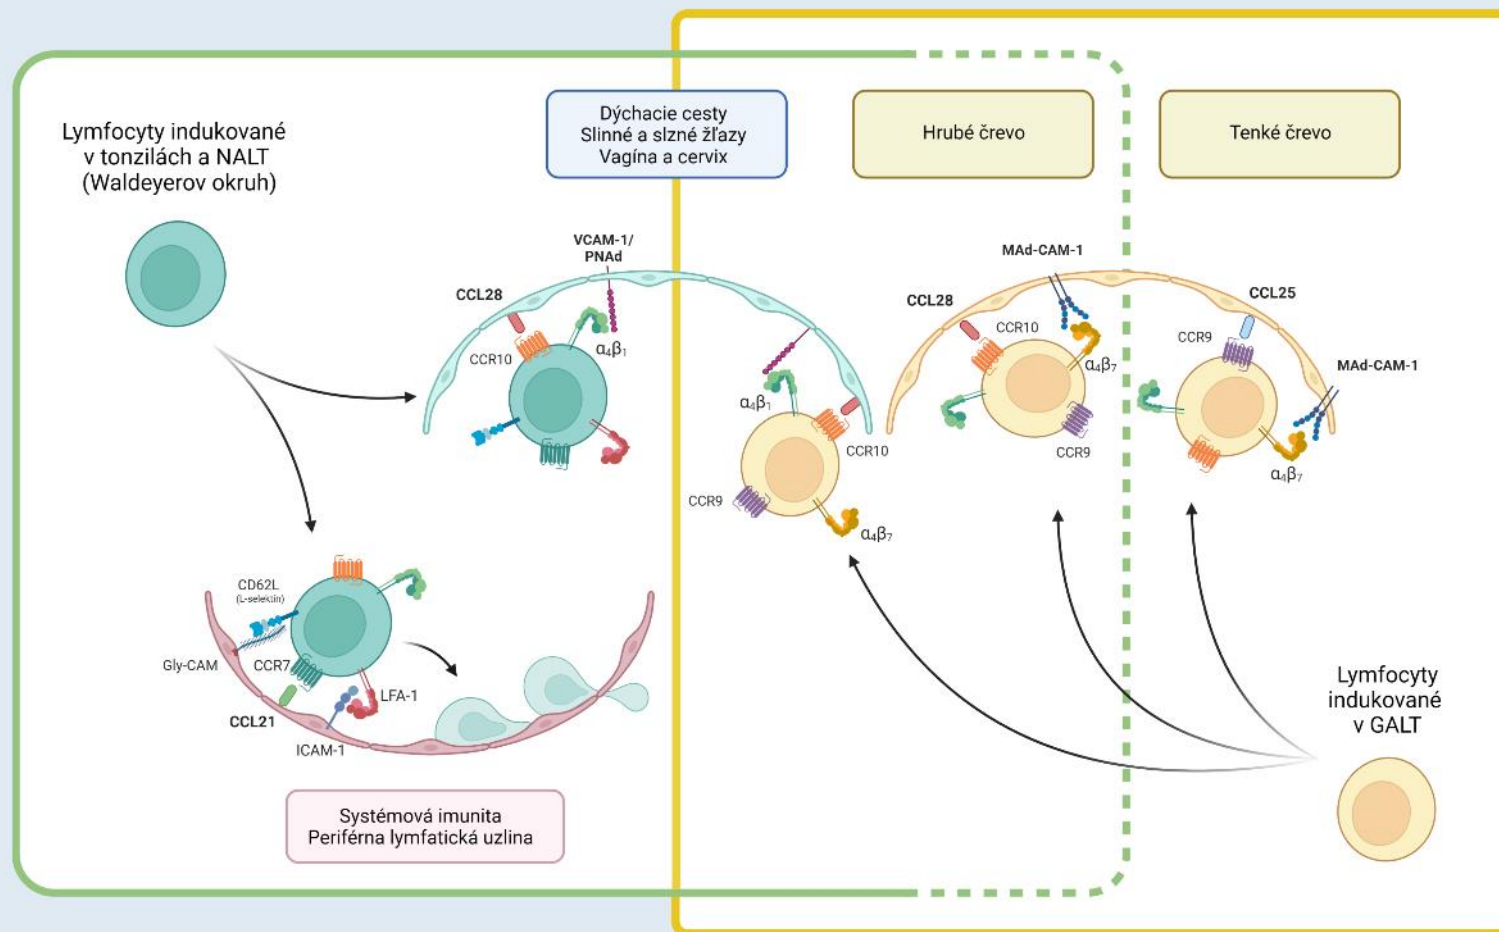 Lymfocyty indukované
v tonzilách a NALT
(Waldeyerov okruh)
Dýchacie cesty
Slinné a slzné žľazy
Vagína a cervix
Hrubé črevo
Tenké črevo
VCAM-1/
PNAd
CCL28
CCR10
α₄β₁
MAd-CAM-1
CCL28
CCR10
α₄β₇
CCR9
CCL25
CCR9
MAd-CAM-1
α₄β₇
α₄β₁
CCR10
CCR9
α₄β₇
CD62L
(L-selektín)
Gly-CAM
CCR7
LFA-1
CCL21
ICAM-1
Systémová imunita
Periférna lymfatická uzlina
Lymfocyty
indukované
v GALT